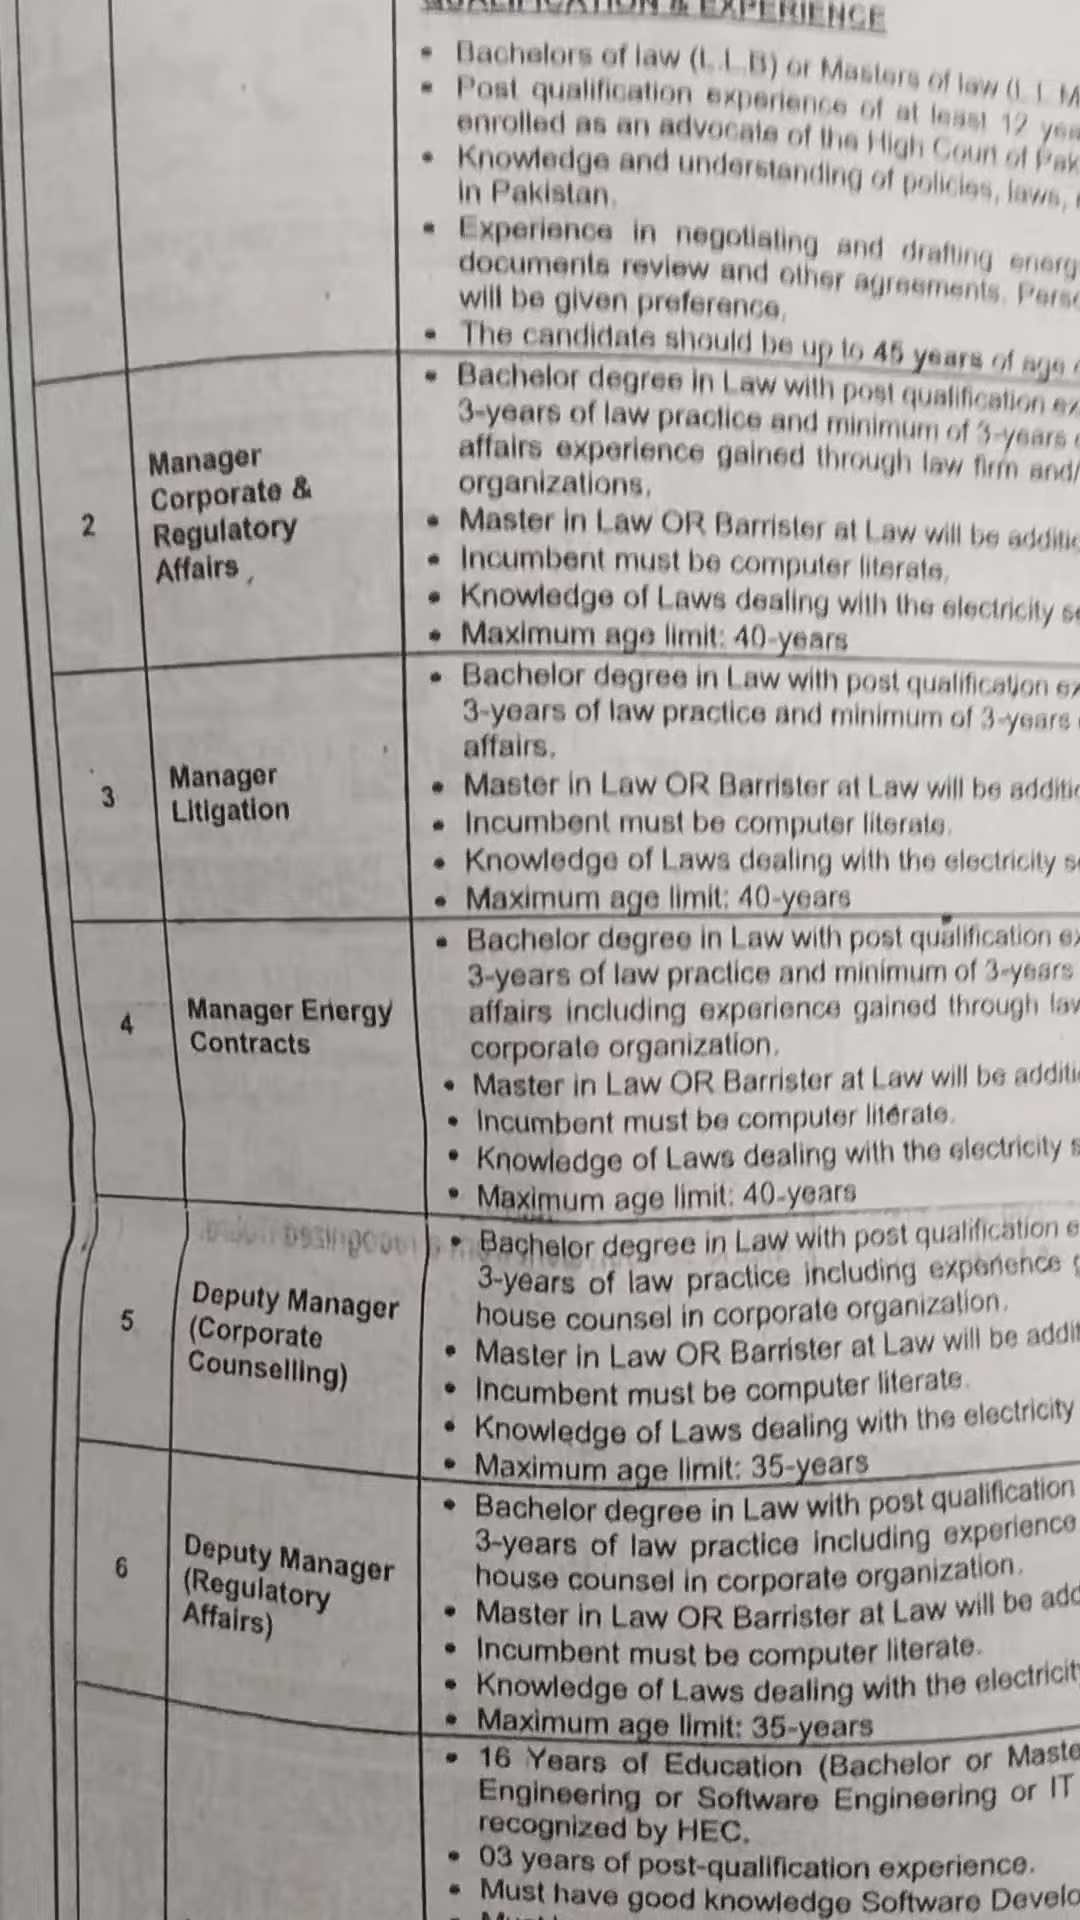 QUALIFICATION & EXPERIENCE
• Bachelors of law (L.L.B) or Masters of law (L.L.M
• Post qualification experience of at least 12
enrolled as an advocate of the High Court of
• Knowledge and understanding of policies, laws,
in Pakistan.
• Experience in negotiating and drafting
documents review and other agreements.
will be given preference.
• The candidate should be up to 45 years of age
2
Manager
Corporate &
Regulatory
Affairs
• Bachelor degree in Law with post qualification
3-years of law practice and minimum of 3-years
affairs experience gained through law firm and/
organizations.
• Master in Law OR Barrister at Law will be
• Incumbent must be computer literate.
• Knowledge of Laws dealing with the electricity
• Maximum age limit: 40-years
3
Manager
Litigation
• Bachelor degree in Law with post qualification
3-years of law practice and minimum of 3-years
affairs.
• Master in Law OR Barrister at Law will be
• Incumbent must be computer literate.
• Knowledge of Laws dealing with the electricity
• Maximum age limit: 40-years
4
Manager Energy
Contracts
• Bachelor degree in Law with post qualification
3-years of law practice and minimum of 3-years
affairs including experience gained through
corporate organization.
• Master in Law OR Barrister at Law will be
• Incumbent must be computer literate.
• Knowledge of Laws dealing with the electricity
• Maximum age limit: 40-years
5
Deputy Manager
(Corporate
Counselling)
• Bachelor degree in Law with post qualification
3-years of law practice including experience
house counsel in corporate organization.
• Master in Law OR Barrister at Law will be
• Incumbent must be computer literate.
• Knowledge of Laws dealing with the electricity
• Maximum age limit: 35-years
6
Deputy Manager
(Regulatory
Affairs)
• Bachelor degree in Law with post qualification
3-years of law practice including experience
house counsel in corporate organization.
• Master in Law OR Barrister at Law will be
• Incumbent must be computer literate.
• Knowledge of Laws dealing with the
• Maximum age limit: 35-years
• 16 Years of Education (Bachelor or
Engineering or Software Engineering or IT
recognized by HEC.
• 03 years of post-qualification experience.
• Must have good knowledge Software